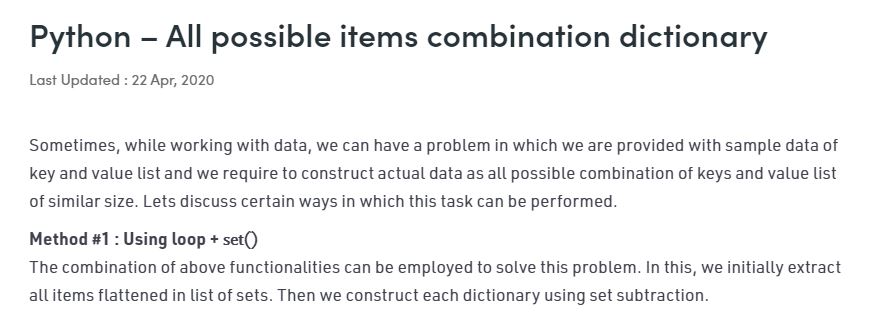 Python – All possible items combination dictionary
Last Updated : 22 Apr, 2020
Sometimes, while working with data, we can have a problem in which we are provided with sample data of
key and value list and we require to construct actual data as all possible combination of keys and value list
of similar size. Lets discuss certain ways in which this task can be performed.
Method #1 : Using loop + set()
The combination of above functionalities can be employed to solve this problem. In this, we initially extract
all items flattened in list of sets. Then we construct each dictionary using set subtraction.